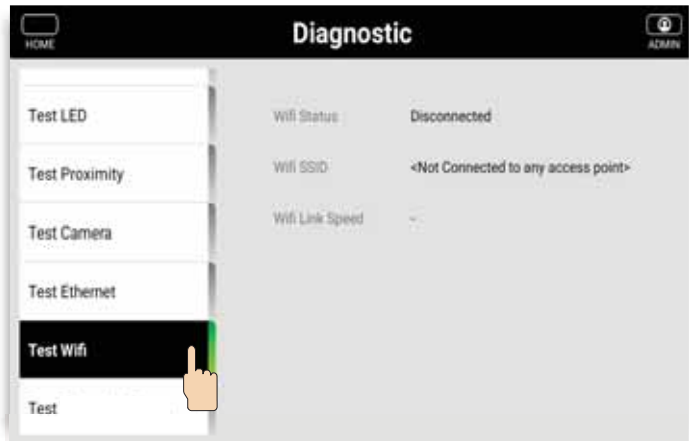 HOME
Diagnostic
ADMIN
Test LED
Wifi Status Disconnected
Test Proximity
Wifi SSID <Not Connected to any access point>
Test Camera
Wifi Link Speed -
Test Ethernet
Test Wifi
Test